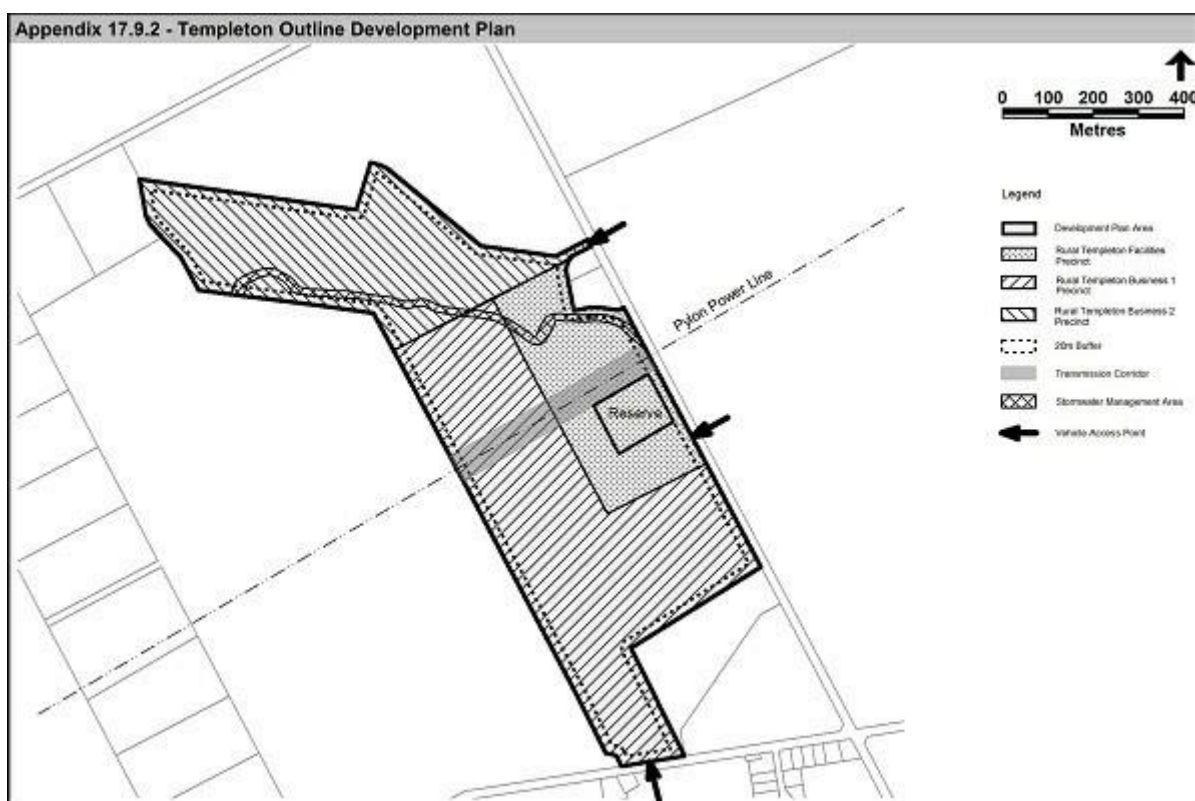 Appendix 17.9.2 - Templeton Outline Development Plan
0 100 200 300 400
Metres
Legend
Development Plan Area
Rural Templeton Facilities
Precinct
Rural Templeton Business 1
Precinct
Rural Templeton Business 2
Precinct
20m Buffer
Transmission Corridor
Stormwater Management Area
Vehicle Access Point
Pylon Power Line
Reserve